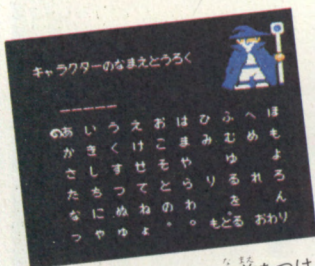 キャラクターのなまえとうろく
あいうえおはひふへほ
かきくけこまみむめも
さしすせそや ゆ よ
たちつてとらりるれろ
なにぬねのわ を ん
っゃゅょ゛゜ もどる おわり
をつけ